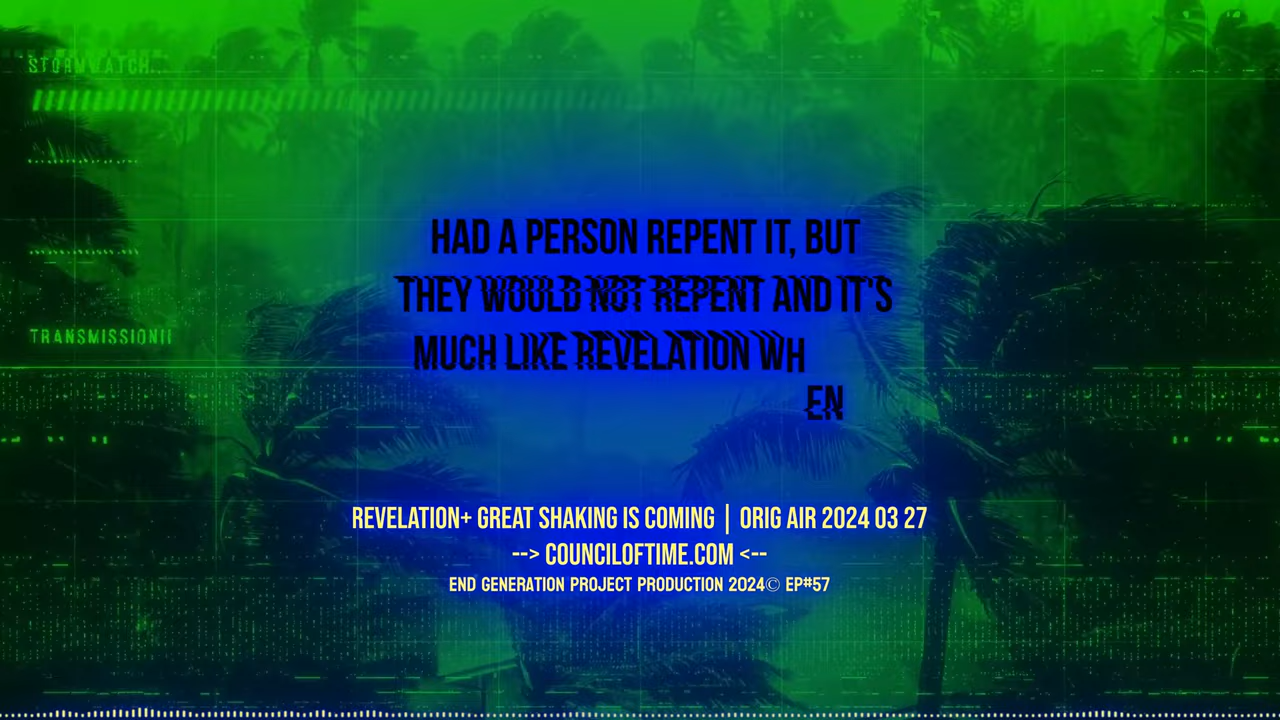 STORMWATCH...
HAD A PERSON REPENT IT, BUT
THEY WOULD NOT REPENT AND IT'S
MUCH LIKE REVELATION WH
EN
TRANSMISSION11
REVELATION+ GREAT SHAKING IS COMING | ORIG AIR 2024 03 27
--> COUNCILOFTIME.COM <--
END GENERATION PROJECT PRODUCTION 2024© EP#57